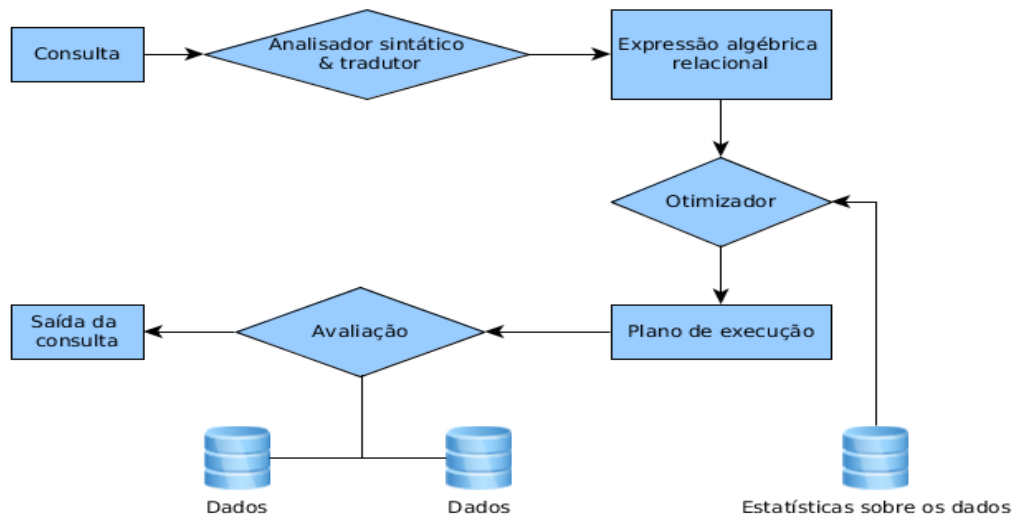 Consulta
Analisador sintático
& tradutor
Expressão algébrica
relacional
Otimizador
Plano de execução
Avaliação
Saída da
consulta
Dados
Dados
Estatísticas sobre os dados